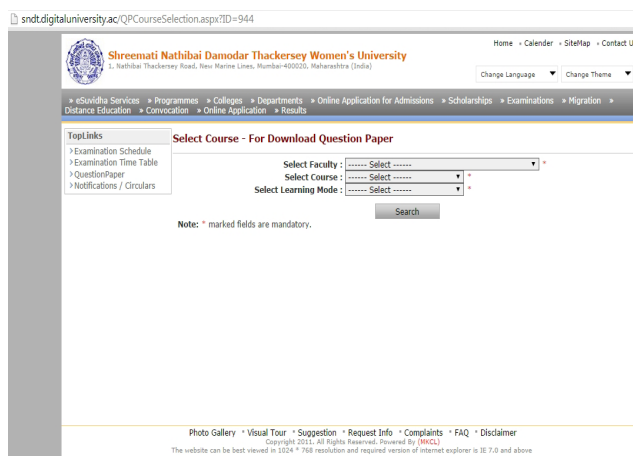 sndt.digitaluniversity.ac/QPCourseSelection.aspx?ID=944
Home » Calender » SiteMap » Contact U
Shreemati Nathibai Damodar Thackersey Women's University
1, Nathibai Thackersey Road, New Marine Lines, Mumbai-400020, Maharashtra (India)
Change Language ▼ Change Theme ▼
» eSuvidha Services » Programmes » Colleges » Departments » Online Application for Admissions » Scholarships » Examinations » Migration »
Distance Education » Convocation » Online Application » Results
TopLinks
> Examination Schedule
> Examination Time Table
> QuestionPaper
> Notifications / Circulars
Select Course - For Download Question Paper
Select Faculty : ------ Select ------ *
Select Course : ------ Select ------ *
Select Learning Mode : ------ Select ------ *
Search
Note: * marked fields are mandatory.
Photo Gallery * Visual Tour * Suggestion * Request Info * Complaints * FAQ * Disclaimer
Copyright 2011. All Rights Reserved. Powered By (MKCL)
The website can be best viewed in 1024 * 768 resolution and required version of internet explorer is IE 7.0 and above